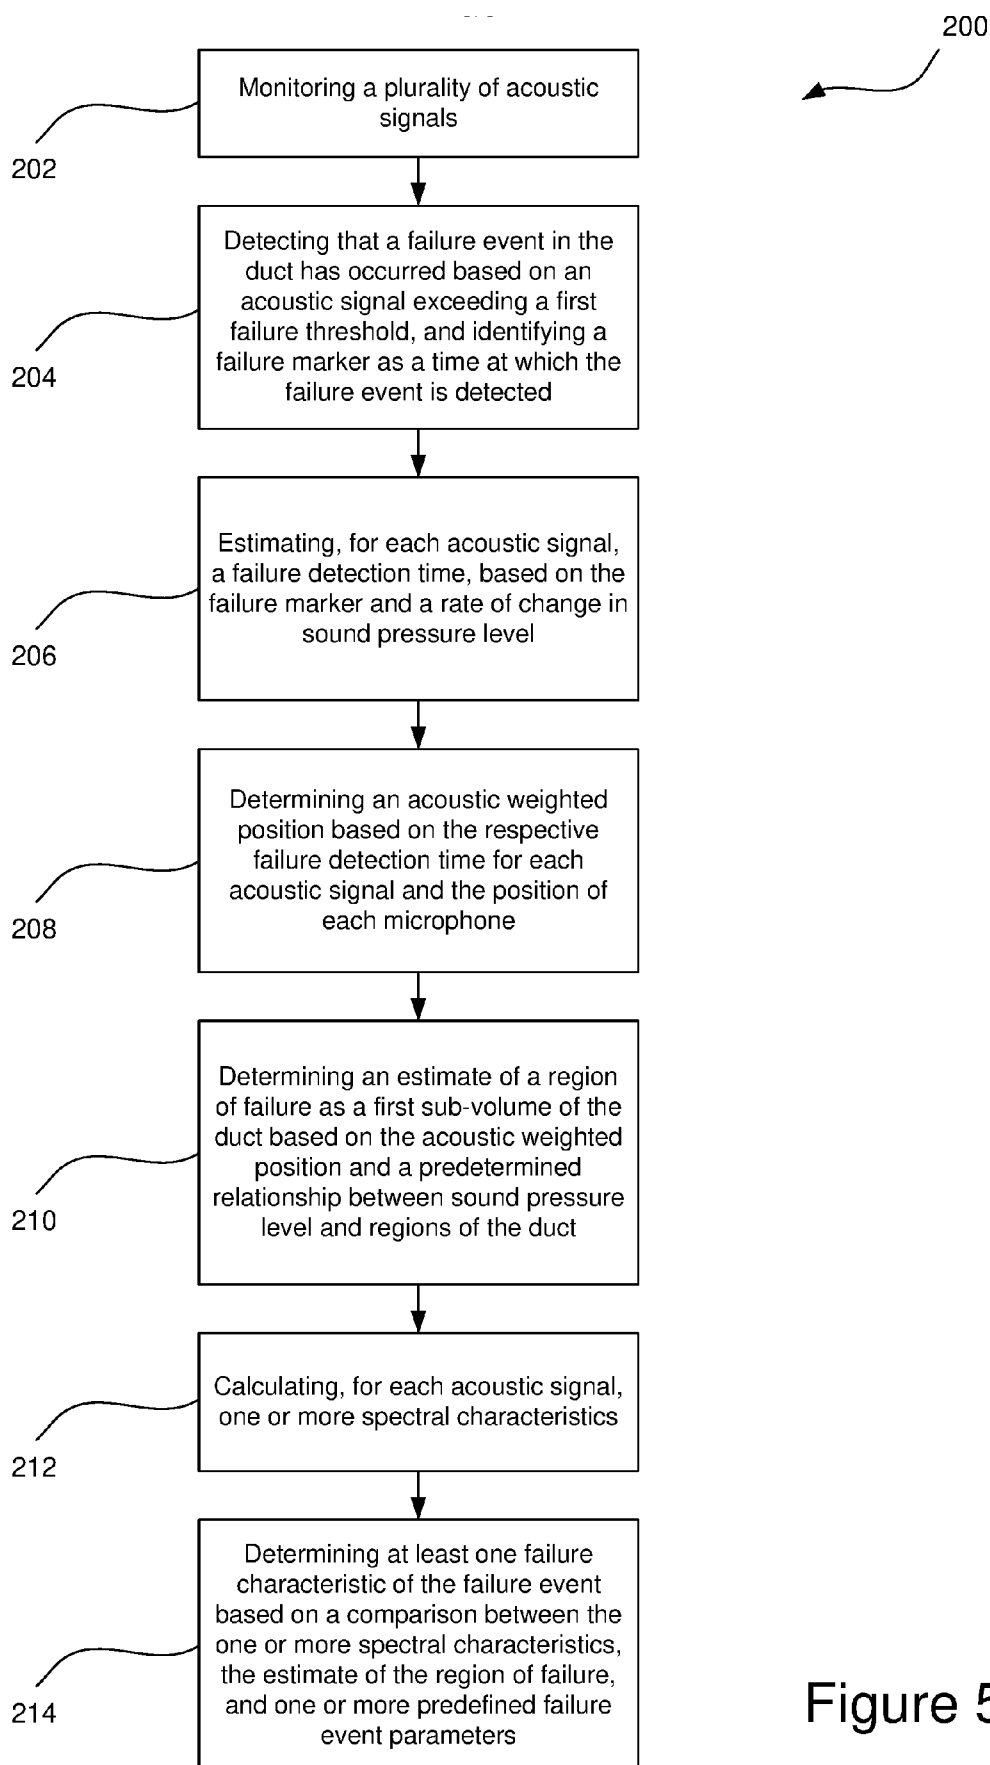 200
Monitoring a plurality of acoustic
signals
202
Detecting that a failure event in the
duct has occurred based on an
acoustic signal exceeding a first
failure threshold, and identifying a
failure marker as a time at which the
failure event is detected
204
Estimating, for each acoustic signal,
a failure detection time, based on the
failure marker and a rate of change in
sound pressure level
206
Determining an acoustic weighted
position based on the respective
failure detection time for each
acoustic signal and the position of
each microphone
208
Determining an estimate of a region
of failure as a first sub-volume of the
duct based on the acoustic weighted
position and a predetermined
relationship between sound pressure
level and regions of the duct
210
Calculating, for each acoustic signal,
one or more spectral characteristics
212
Determining at least one failure
characteristic of the failure event
based on a comparison between the
one or more spectral characteristics,
the estimate of the region of failure,
and one or more predefined failure
event parameters
214
Figure 5